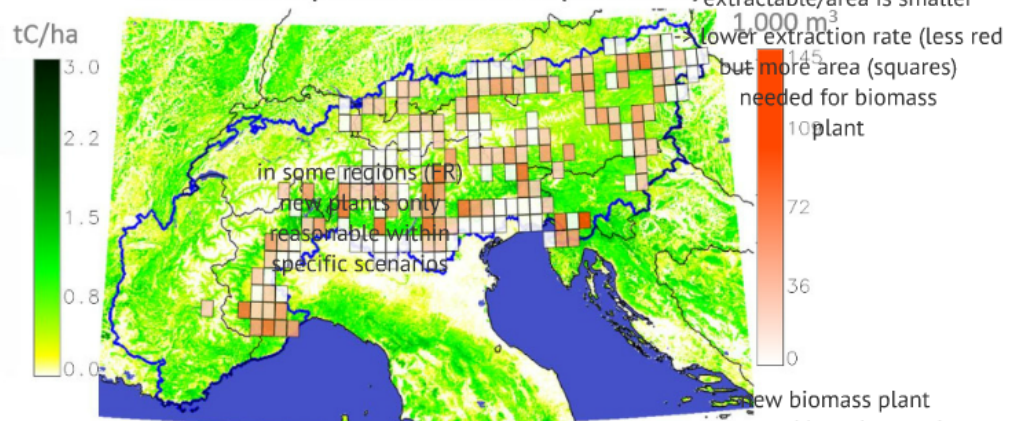 extractable/area is smaller
tC/ha
1,000 m³
-> lower extraction rate (less red
but more area (squares)
needed for biomass
plant
3.0
2.2
1.5
0.8
0.0
145
109
72
36
0
in some regions (FR)
new plants only
reasonable within
specific scenarios
new biomass plant